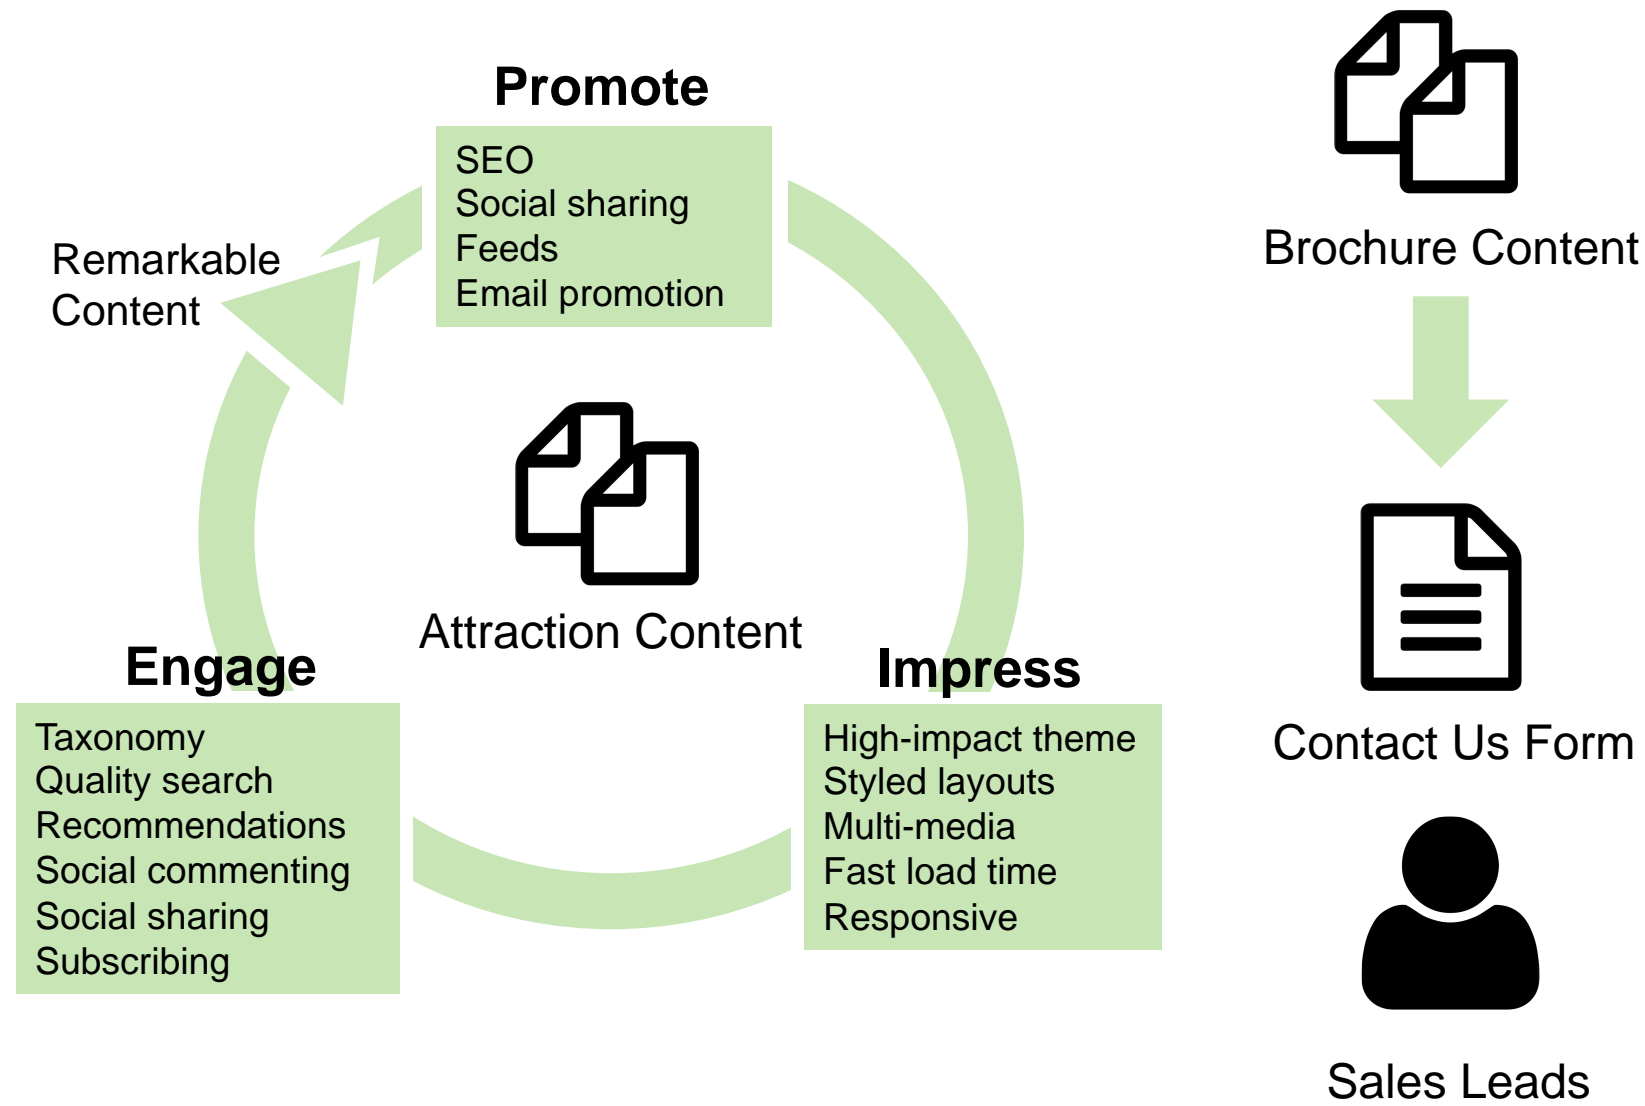 Promote
SEO
Social sharing
Feeds
Email promotion
Remarkable
Content
Attraction Content
Engage
Taxonomy
Quality search
Recommendations
Social commenting
Social sharing
Subscribing
Impress
High-impact theme
Styled layouts
Multi-media
Fast load time
Responsive
Brochure Content
Contact Us Form
Sales Leads